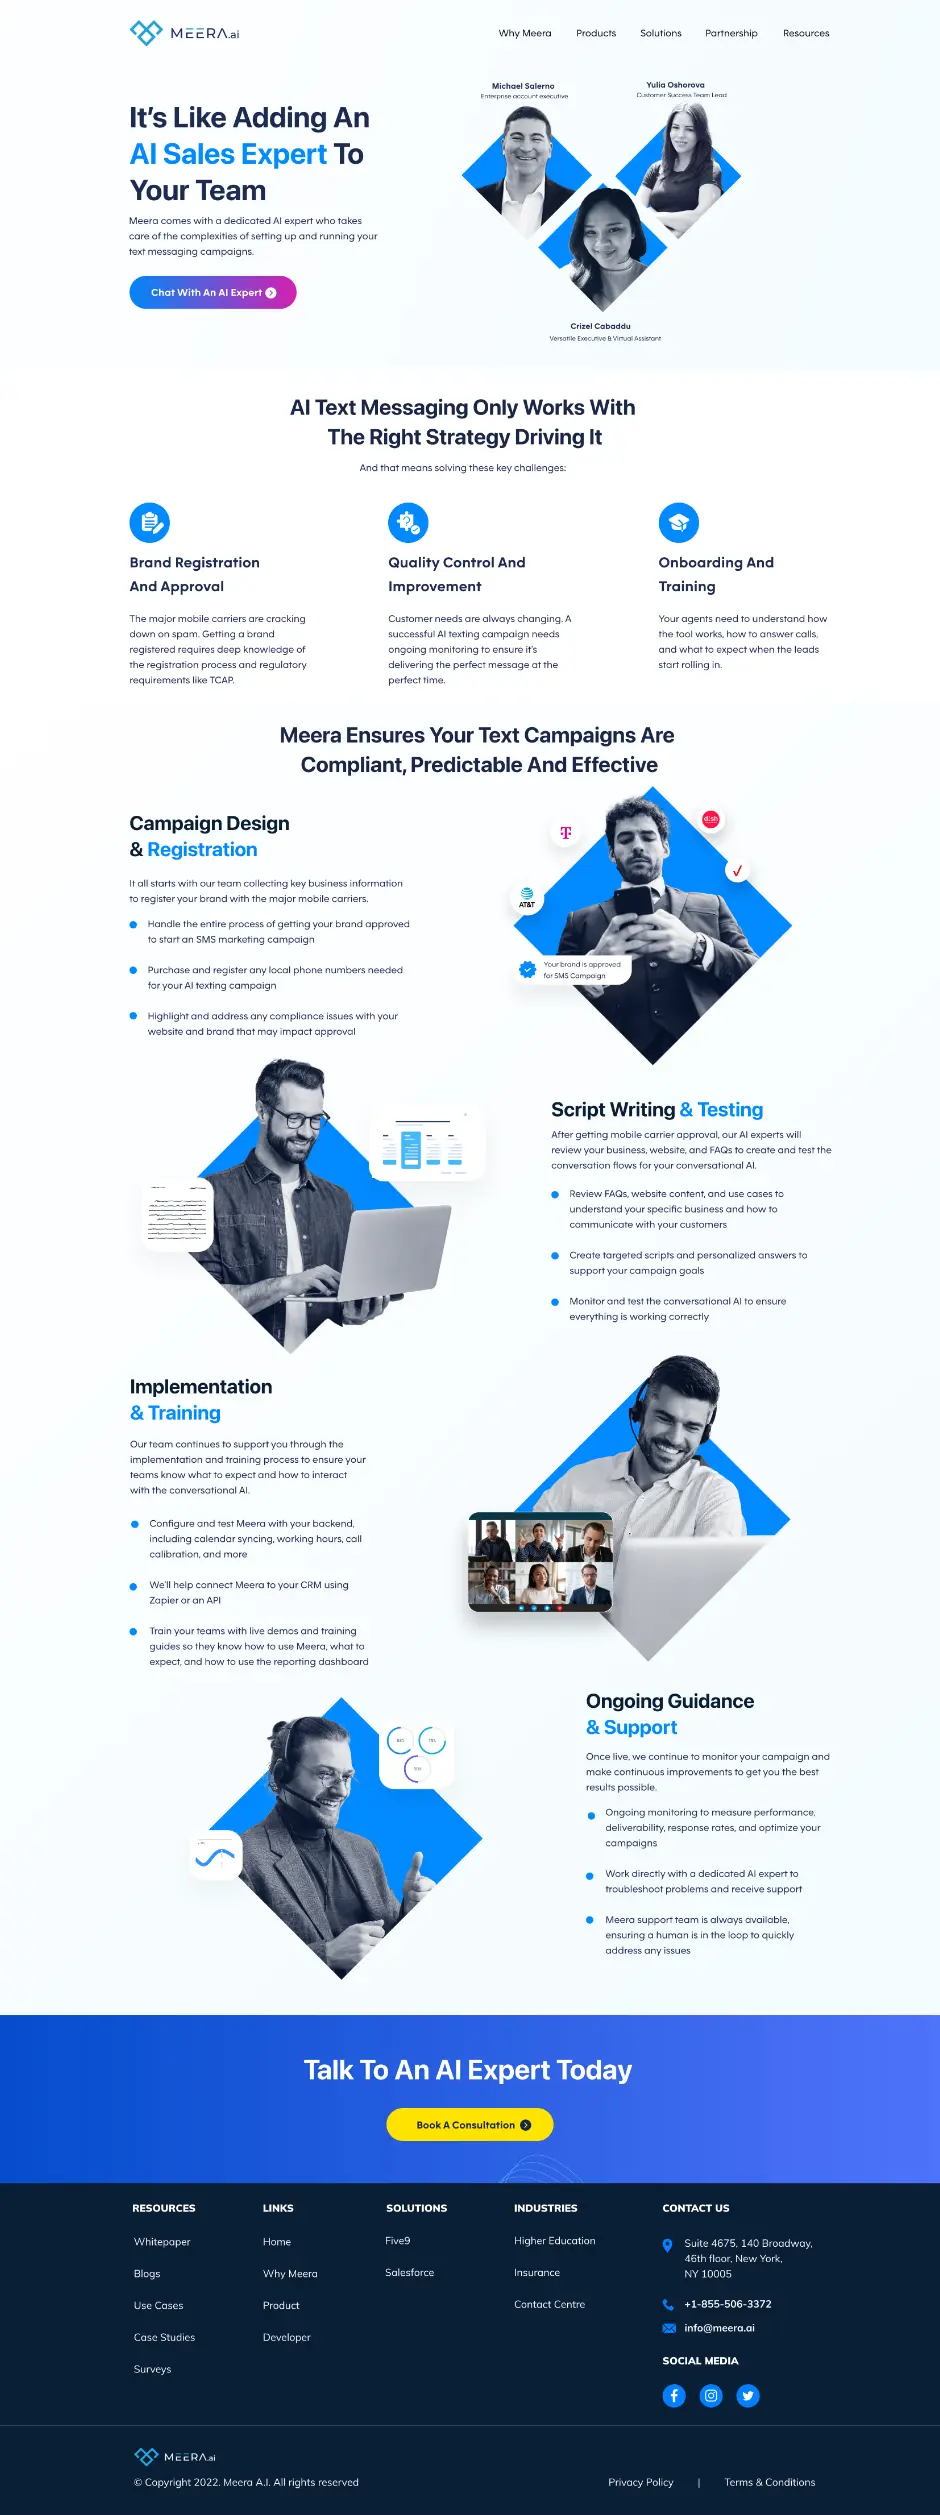 MEERA.ai
Why Meera
Products
Solutions
Partnership
Resources
Michael Salerno
Enterprise account executive
Yulia Oshorova
Customer Success Team Lead
It's Like Adding An
AI Sales Expert To
Your Team
Meera comes with a dedicated AI expert who takes
care of the complexities of setting up and running your
text messaging campaigns.
Chat With An AI Expert
Crizel Cabaddu
Versatile Executive & Virtual Assistant
AI Text Messaging Only Works With
The Right Strategy Driving It
And that means solving these key challenges:
Brand Registration
And Approval
The major mobile carriers are cracking
down on spam. Getting a brand
registered requires deep knowledge of
the registration process and regulatory
requirements like TCAP.
Quality Control And
Improvement
Customer needs are always changing. A
successful AI texting campaign needs
ongoing monitoring to ensure it's
delivering the perfect message at the
perfect time.
Onboarding And
Training
Your agents need to understand how
the tool works, how to answer calls,
and what to expect when the leads
start rolling in.
Meera Ensures Your Text Campaigns Are
Compliant, Predictable And Effective
Campaign Design
& Registration
It all starts with our team collecting key business information
to register your brand with the major mobile carriers.
Handle the entire process of getting your brand approved
to start an SMS marketing campaign
Purchase and register any local phone numbers needed
for your AI texting campaign
Highlight and address any compliance issues with your
website and brand that may impact approval
T
dish
AT&T
Your brand is approved
for SMS Campaign
Script Writing & Testing
After getting mobile carrier approval, our AI experts will
review your business, website, and FAQs to create and test the
conversation flows for your conversational AI.
Review FAQs, website content, and use cases to
understand your specific business and how to
communicate with your customers
Create targeted scripts and personalized answers to
support your campaign goals
Monitor and test the conversational AI to ensure
everything is working correctly
Implementation
& Training
Our team continues to support you through the
implementation and training process to ensure your
teams know what to expect and how to interact
with the conversational AI.
Configure and test Meera with your backend,
including calendar syncing, working hours, call
calibration, and more
We'll help connect Meera to your CRM using
Zapier or an API
Train your teams with live demos and training
guides so they know how to use Meera, what to
expect, and how to use the reporting dashboard
Ongoing Guidance
& Support
Once live, we continue to monitor your campaign and
make continuous improvements to get you the best
results possible.
Ongoing monitoring to measure performance,
deliverability, response rates, and optimize your
campaigns
Work directly with a dedicated AI expert to
troubleshoot problems and receive support
Meera support team is always available,
ensuring a human is in the loop to quickly
address any issues
Talk To An AI Expert Today
Book A Consultation
RESOURCES
Whitepaper
Blogs
Use Cases
Case Studies
Surveys
LINKS
Home
Why Meera
Product
Developer
SOLUTIONS
Five9
Salesforce
INDUSTRIES
Higher Education
Insurance
Contact Centre
CONTACT US
Suite 4675, 140 Broadway,
46th floor, New York,
NY 10005
+1-855-506-3372
info@meera.ai
SOCIAL MEDIA
MEERA.ai
© Copyright 2022. Meera A.I. All rights reserved
Privacy Policy | Terms & Conditions